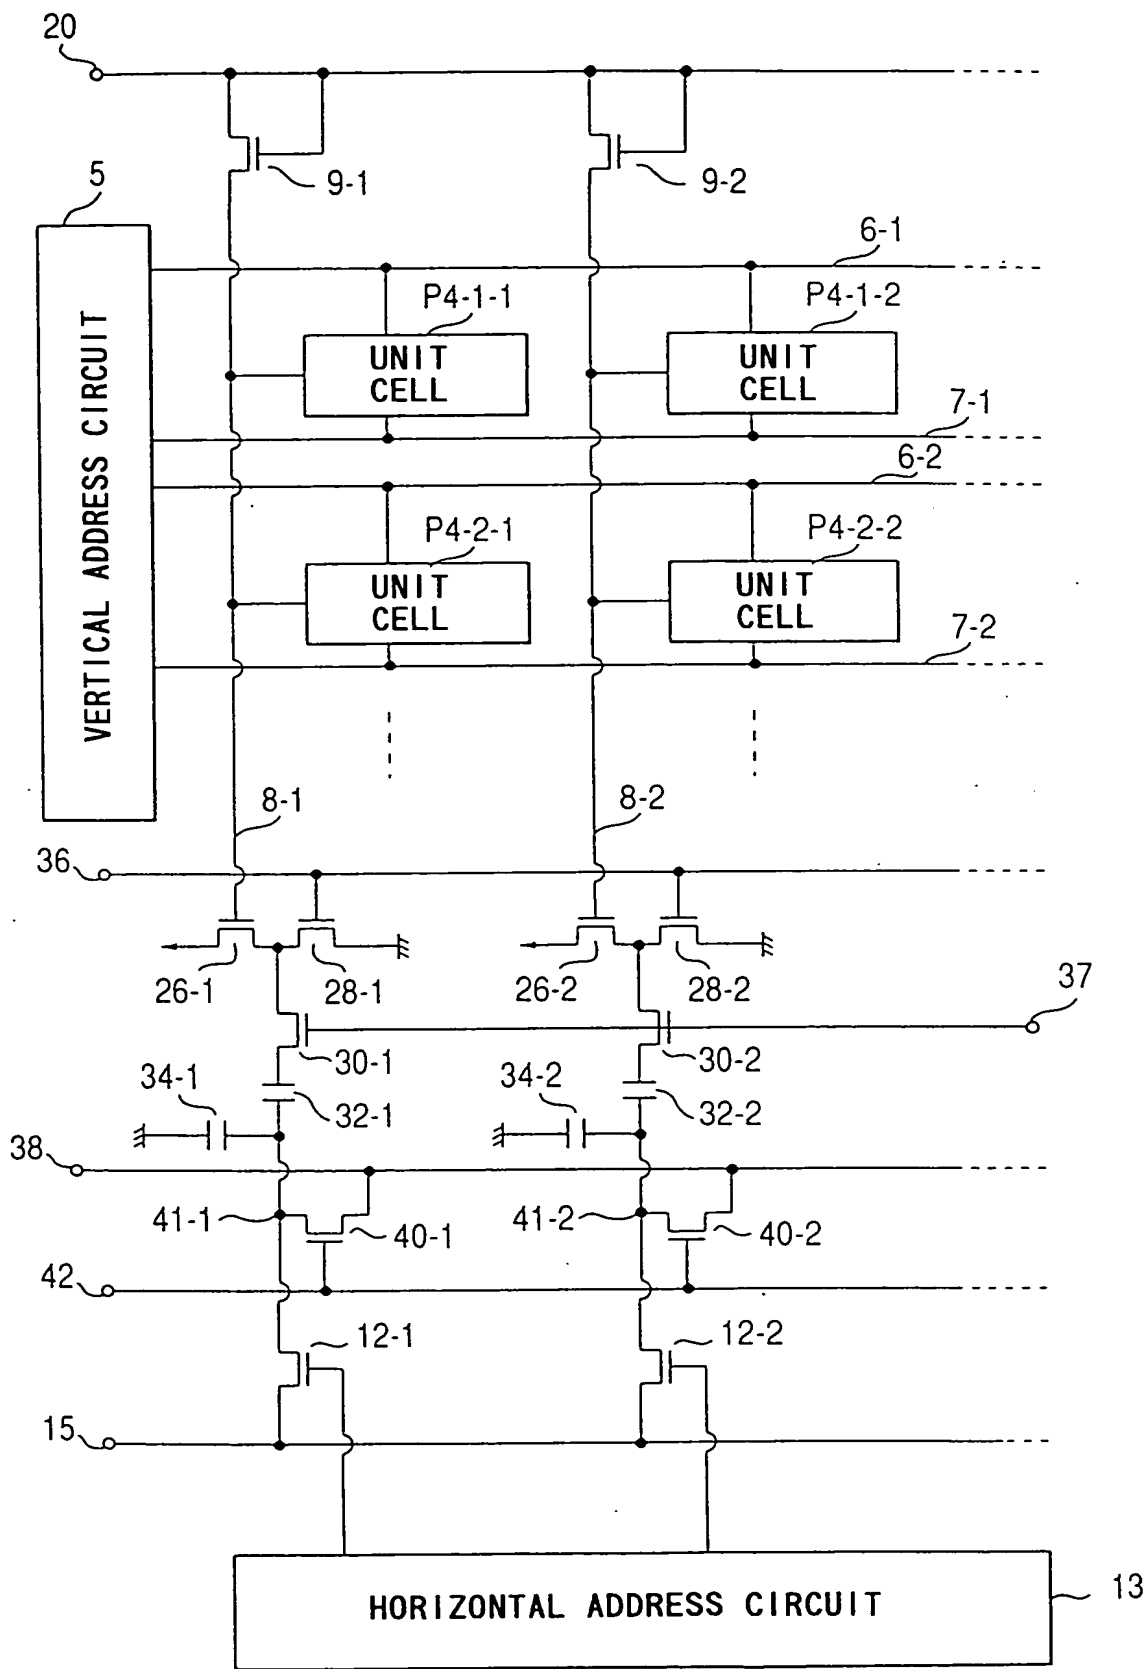 20
9-1
9-2
5
VERTICAL ADDRESS CIRCUIT
6-1
P4-1-1
P4-1-2
UNIT
CELL
UNIT
CELL
7-1
6-2
P4-2-1
P4-2-2
UNIT
CELL
UNIT
CELL
7-2
8-1
8-2
36
26-1
28-1
26-2
28-2
37
30-1
30-2
34-1
32-1
34-2
32-2
38
41-1
40-1
41-2
40-2
42
12-1
12-2
15
13
HORIZONTAL ADDRESS CIRCUIT